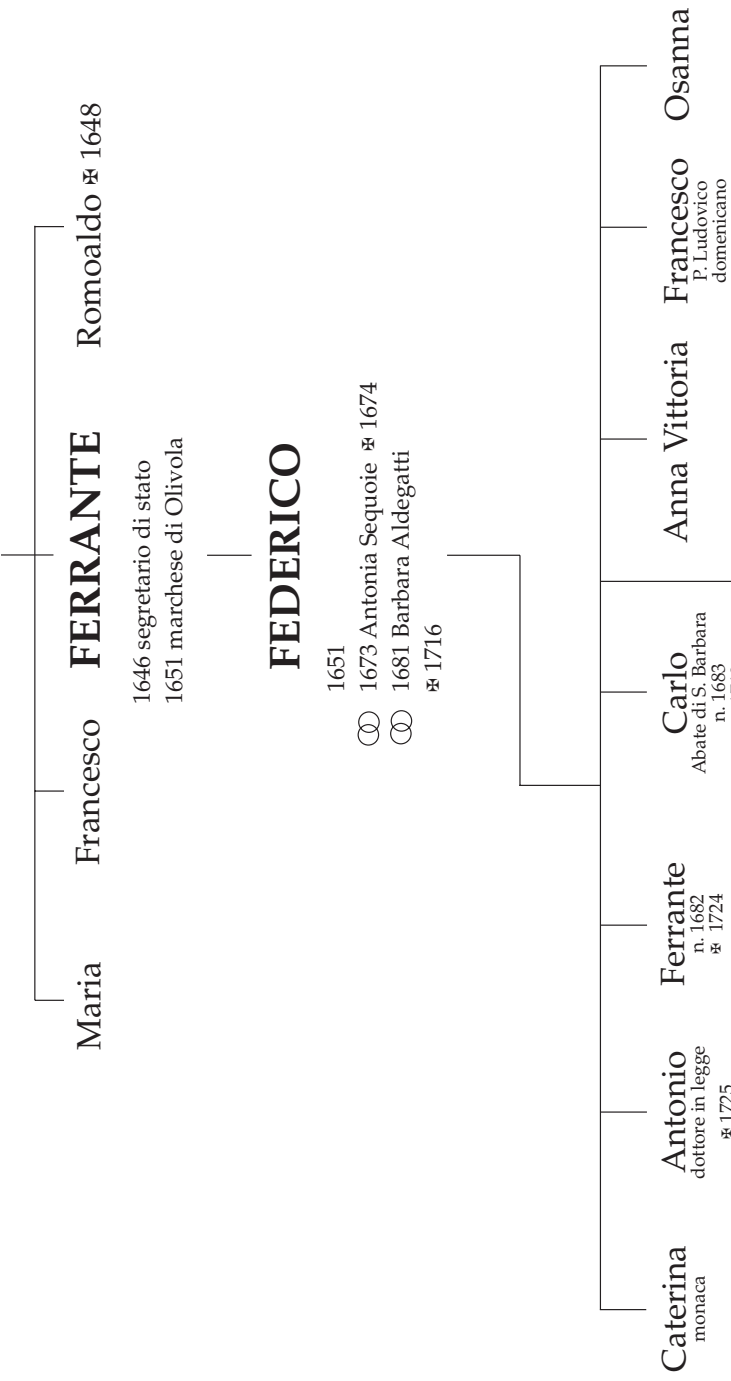 Maria Francesco FERRANTE Romoaldo ✠ 1648
1646 segretario di stato
1651 marchese di Olivola
FEDERICO
1651
1673 Antonia Sequoie ✠ 1674
1681 Barbara Aldegatti
✠ 1716
Caterina
monaca
Antonio
dottore in legge
✠ 1725
Ferrante
n. 1682
✠ 1724
Carlo
Abate di S. Barbara
n. 1683
Anna Vittoria
Francesco
P. Ludovico
domenicano
Osanna